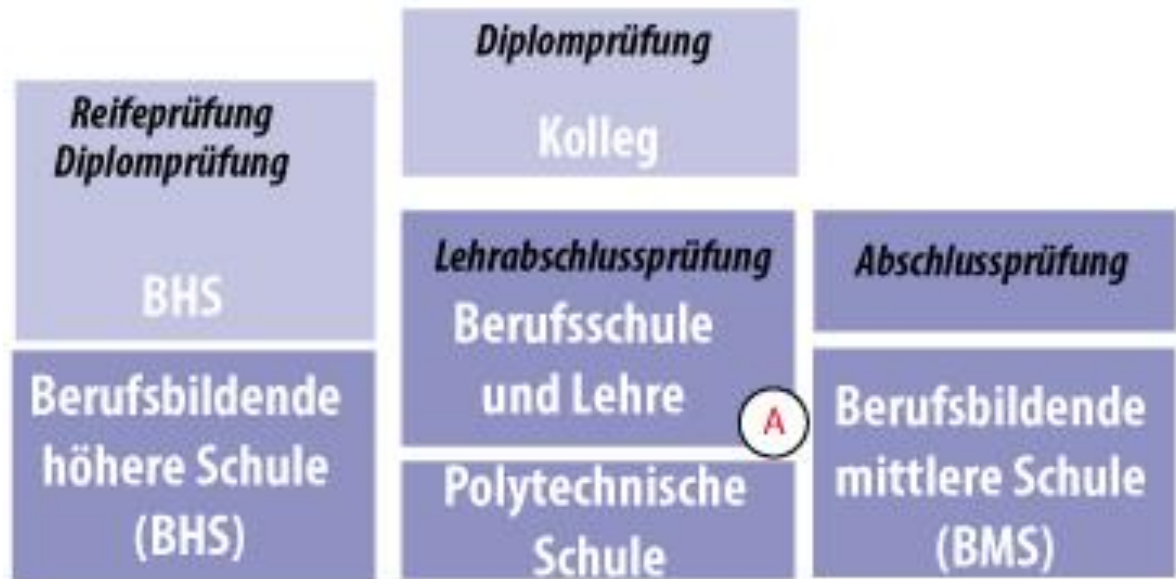 Diplomprüfung
Kolleg
Reifeprüfung
Diplomprüfung
BHS
Berufsbildende
höhere Schule
(BHS)
Lehrabschlussprüfung
Berufsschule
und Lehre
A
Polytechnische
Schule
Abschlussprüfung
Berufsbildende
mittlere Schule
(BMS)